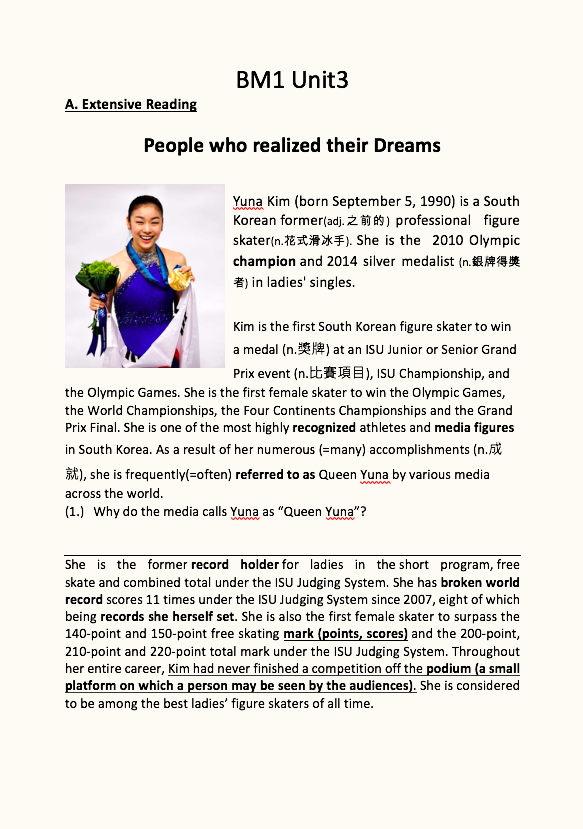 BM1 Unit3
A. Extensive Reading
People who realized their Dreams
Yuna Kim (born September 5, 1990) is a South
Korean former(adj.之前的) professional figure
skater(n.花式滑冰手). She is the 2010 Olympic
champion and 2014 silver medalist (n.銀牌得獎
者) in ladies' singles.
Kim is the first South Korean figure skater to win
a medal (n.獎牌) at an ISU Junior or Senior Grand
Prix event (n.比賽項目), ISU Championship, and
the Olympic Games. She is the first female skater to win the Olympic Games,
the World Championships, the Four Continents Championships and the Grand
Prix Final. She is one of the most highly recognized athletes and media figures
in South Korea. As a result of her numerous (=many) accomplishments (n.成
就), she is frequently(=often) referred to as Queen Yuna by various media
across the world.
(1.) Why do the media calls Yuna as “Queen Yuna”?
She is the former record holder for ladies in the short program, free
skate and combined total under the ISU Judging System. She has broken world
record scores 11 times under the ISU Judging System since 2007, eight of which
being records she herself set. She is also the first female skater to surpass the
140-point and 150-point free skating mark (points, scores) and the 200-point,
210-point and 220-point total mark under the ISU Judging System. Throughout
her entire career, Kim had never finished a competition off the podium (a small
platform on which a person may be seen by the audiences). She is considered
to be among the best ladies’ figure skaters of all time.